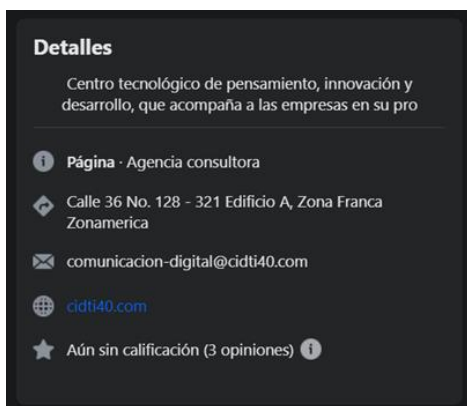 Detalles
Centro tecnológico de pensamiento, innovación y
desarrollo, que acompaña a las empresas en su pro
Página · Agencia consultora
Calle 36 No. 128 - 321 Edificio A, Zona Franca
Zonamerica
comunicacion-digital@cidti40.com
cidti40.com
Aún sin calificación (3 opiniones)